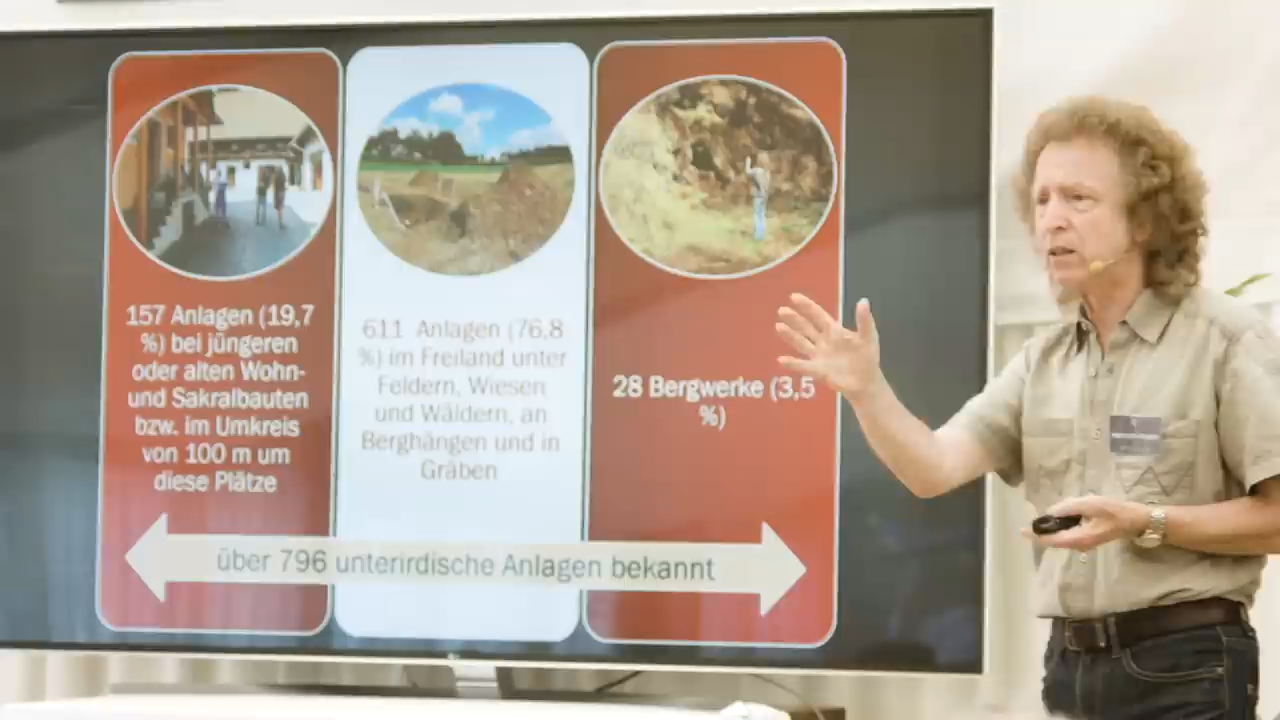 157 Anlagen (19,7
%) bei jüngeren
oder alten Wohn-
und Sakralbauten
bzw. im Umkreis
von 100 m um
diese Plätze
611 Anlagen (76,8
%) im Freiland unter
Feldern, Wiesen
und Wäldern, an
Berghängen und in
Gräben
28 Bergwerke (3,5
%)
über 796 unterirdische Anlagen bekannt